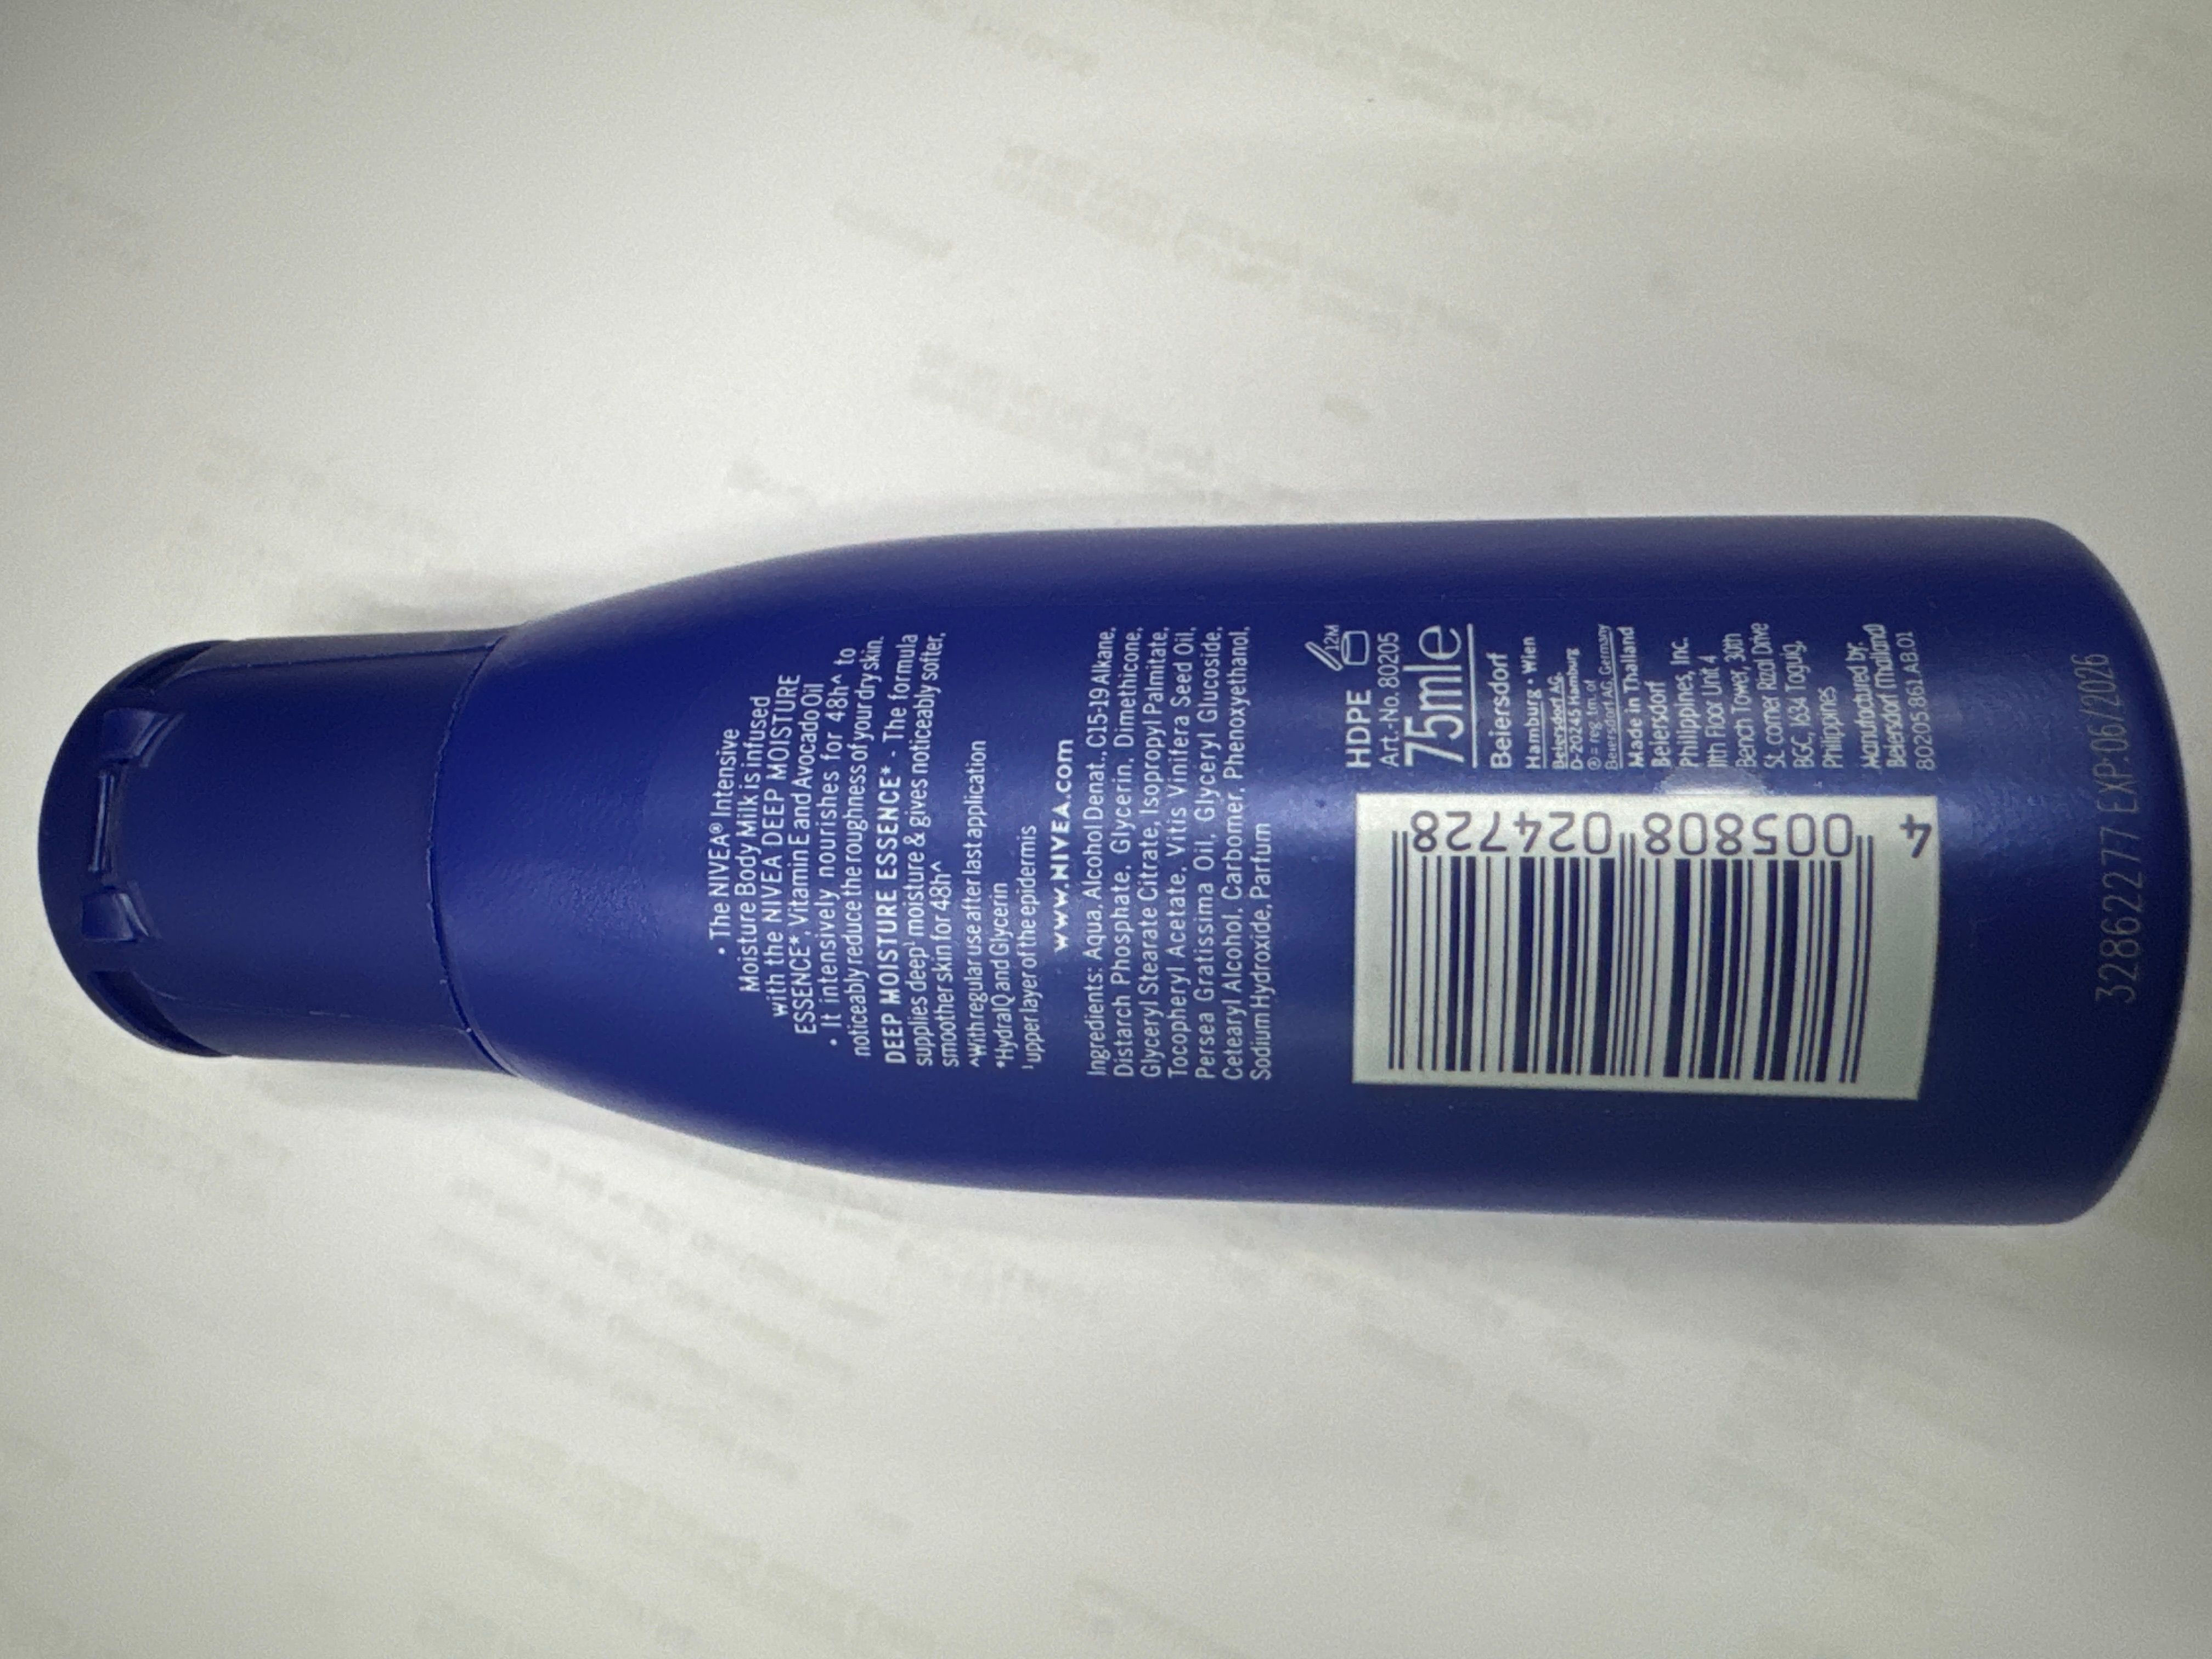 • The NIVEA® Intensive
Moisture Body Milk is infused
with the NIVEA DEEP MOISTURE
ESSENCE*, Vitamin E and Avocado Oil
• It intensively nourishes for 48h^ to
noticeably reduce the roughness of your dry skin.
DEEP MOISTURE ESSENCE* - The formula
supplies deep¹ moisture & gives noticeably softer,
smoother skin for 48h^
^With regular use after last application
*HydraIQ and Glycerin
¹upper layer of the epidermis
www.NIVEA.com
Ingredients: Aqua, Alcohol Denat., C15-19 Alkane,
Distarch Phosphate, Glycerin, Dimethicone,
Glyceryl Stearate Citrate, Isopropyl Palmitate,
Tocopheryl Acetate, Vitis Vinifera Seed Oil,
Persea Gratissima Oil, Glyceryl Glucoside,
Cetearyl Alcohol, Carbomer, Phenoxyethanol,
Sodium Hydroxide, Parfum
4 005808 024728
HDPE
12M
Art.-No. 80205
75mle
Beiersdorf
Hamburg • Wien
Beiersdorf AG,
D-20245 Hamburg
® = reg. tm. of
Beiersdorf AG, Germany
Made in Thailand
Beiersdorf
Philippines, Inc.
11th Floor Unit 4
Bench Tower, 30th
St. corner Rizal Drive
BGC, 1634 Taguig,
Philippines
Manufactured by:
Beiersdorf (Thailand)
80205.861.AB.01
32862277 EXP:06/2026